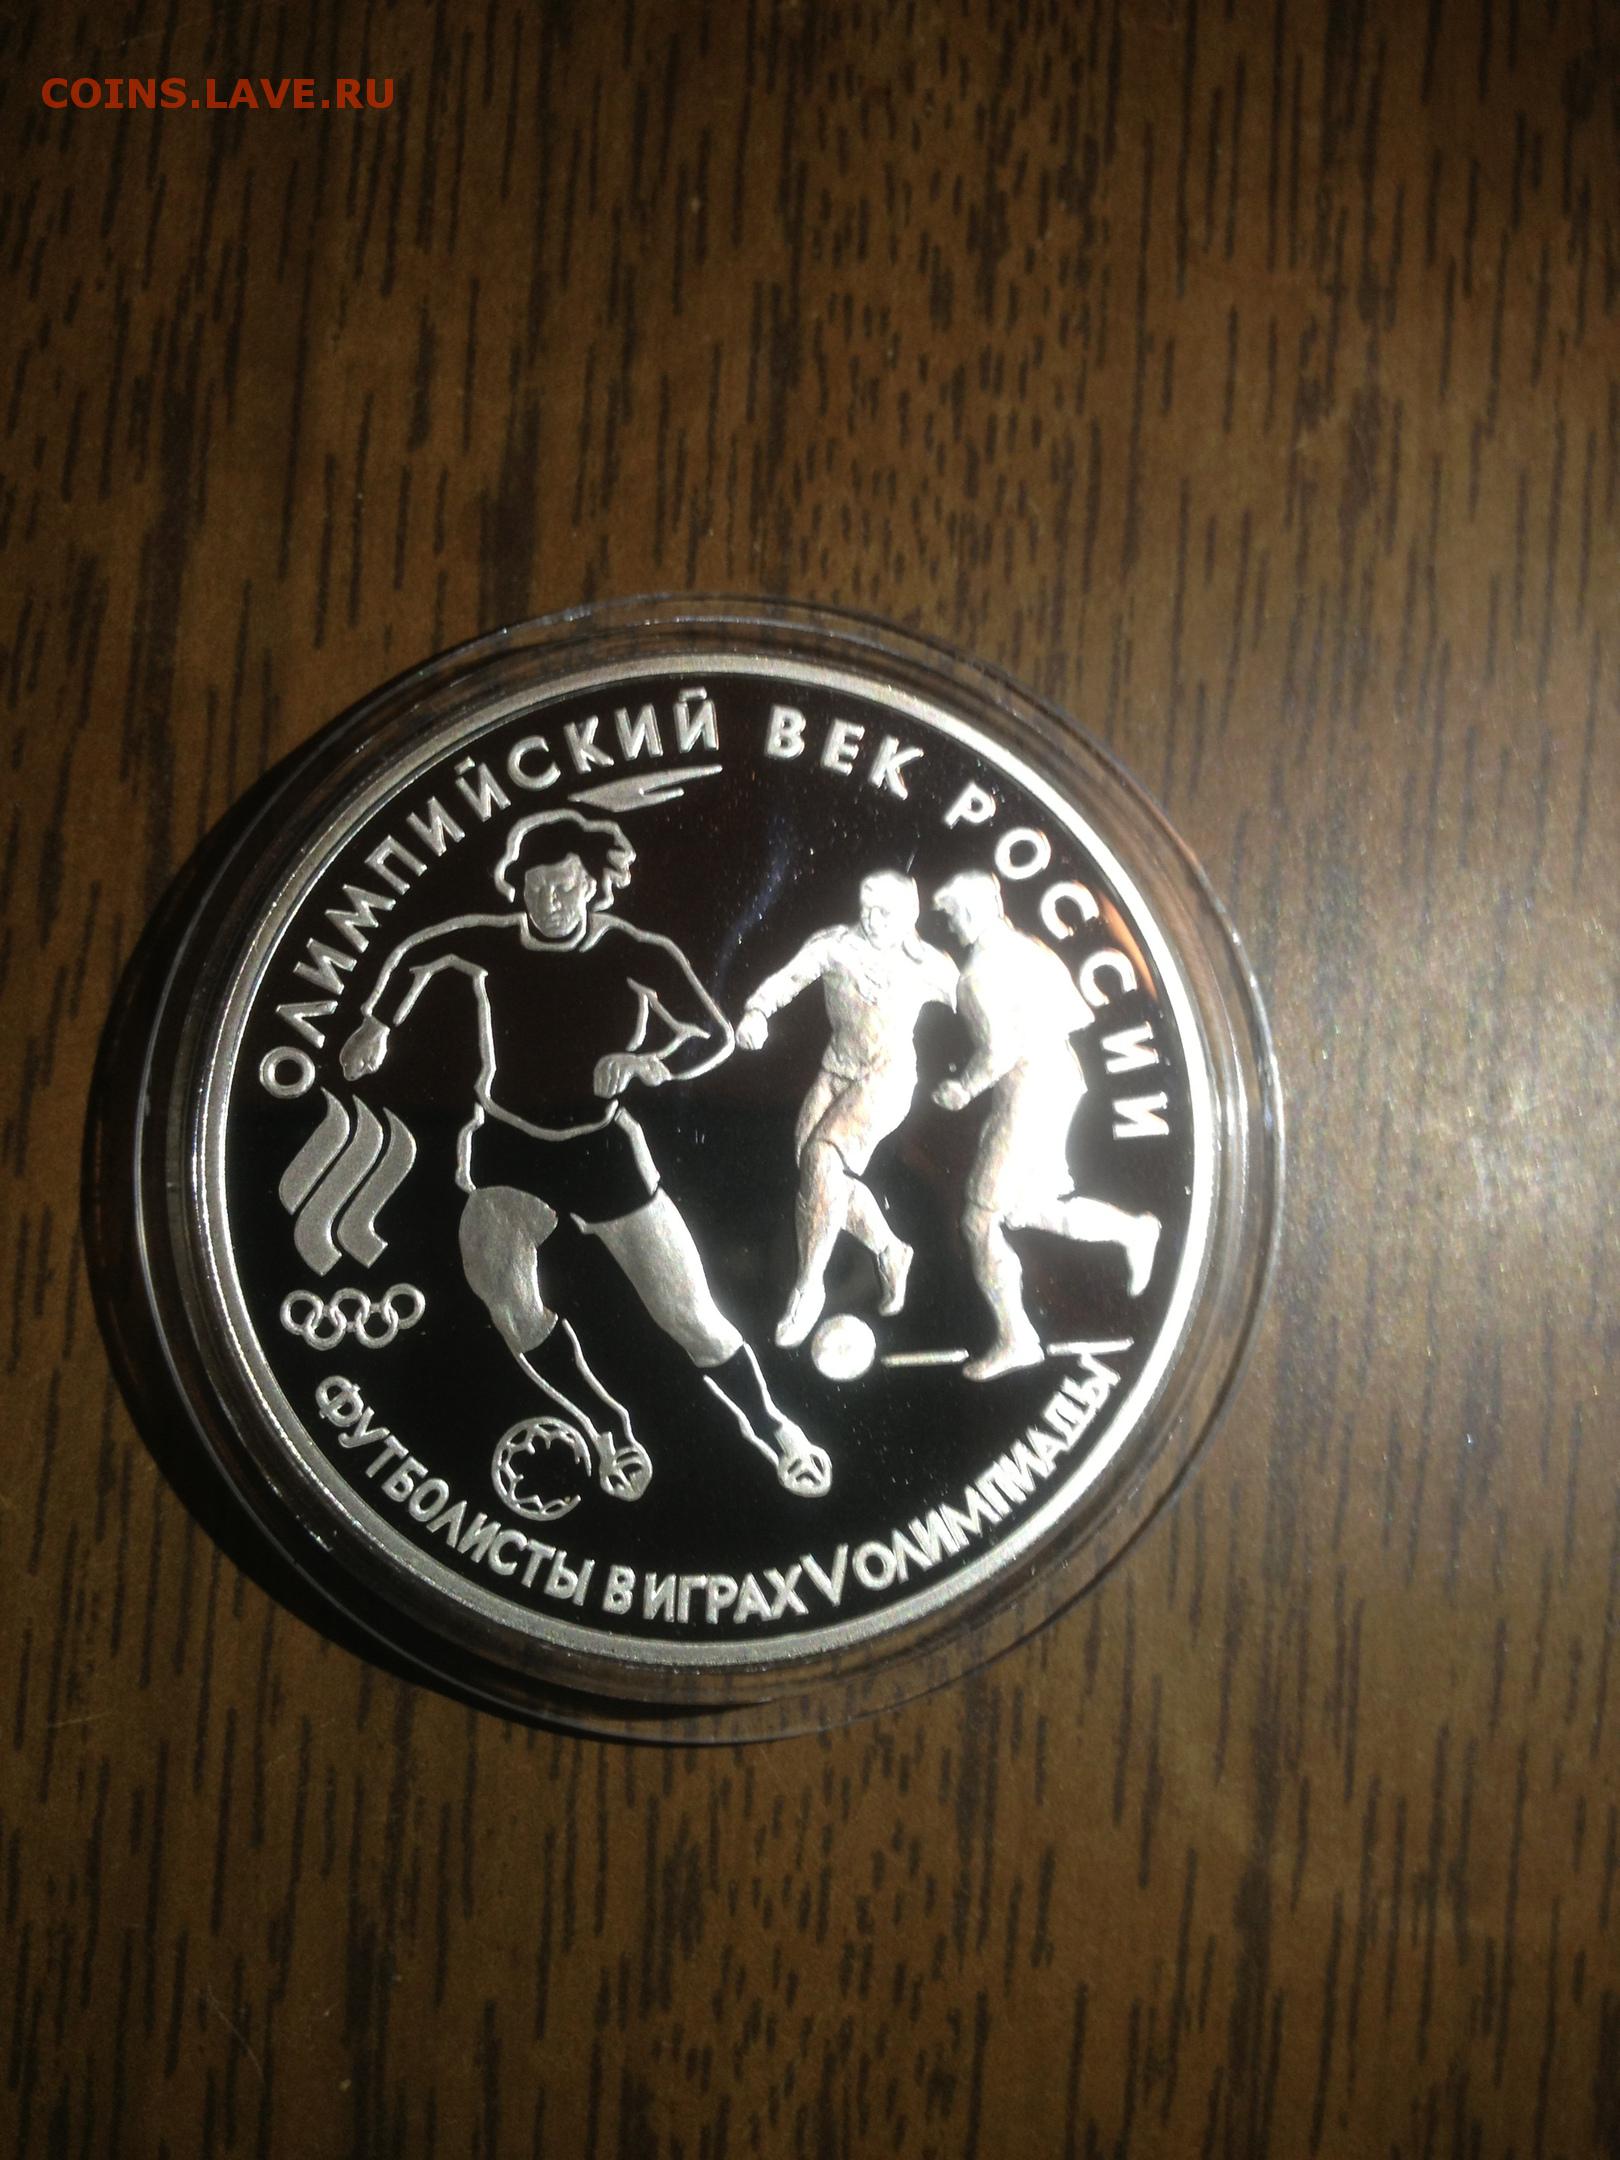 COINS.LAVE.RU
ОЛИМПИЙСКИЙ ВЕК РОССИИ
ФУТБОЛИСТЫ В ИГРАХ V ОЛИМПИАДЫ